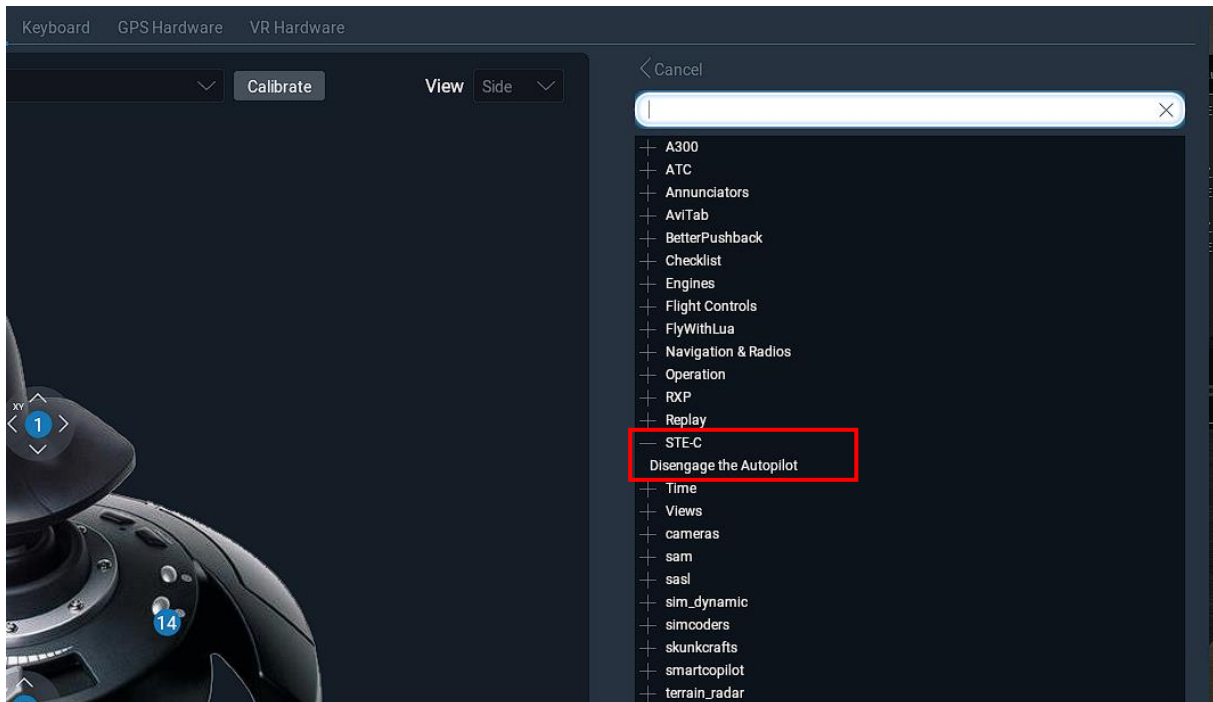 Keyboard GPS Hardware VR Hardware
Calibrate View Side
Cancel
A300
ATC
Annunciators
AviTab
BetterPushback
Checklist
Engines
Flight Controls
FlyWithLua
Navigation & Radios
Operation
RXP
Replay
STE-C
Disengage the Autopilot
Time
Views
cameras
sam
sasl
sim_dynamic
simcoders
skunkcrafts
smartcopilot
terrain_radar
XY
1
14